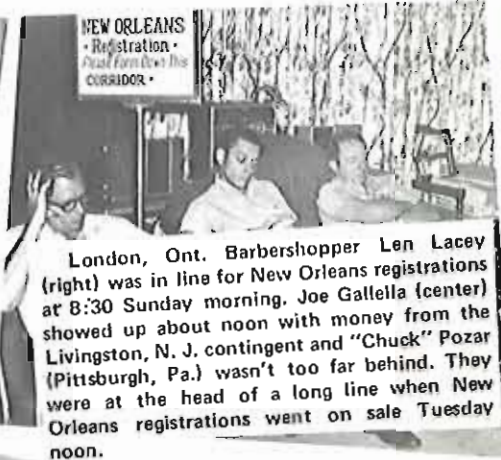 NEW ORLEANS
• Registration •
Please Form Down This
CORRIDOR •
London, Ont. Barbershopper Len Lacey
(right) was in line for New Orleans registrations
at 8:30 Sunday morning. Joe Gallella (center)
showed up about noon with money from the
Livingston, N. J. contingent and "Chuck" Pozar
(Pittsburgh, Pa.) wasn't too far behind. They
were at the head of a long line when New
Orleans registrations went on sale Tuesday
noon.